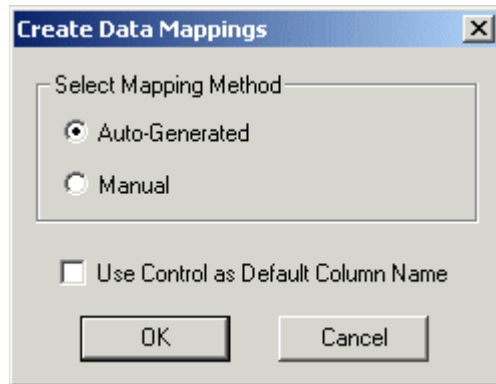 Create Data Mappings
Select Mapping Method
Auto-Generated
Manual
Use Control as Default Column Name
OK Cancel